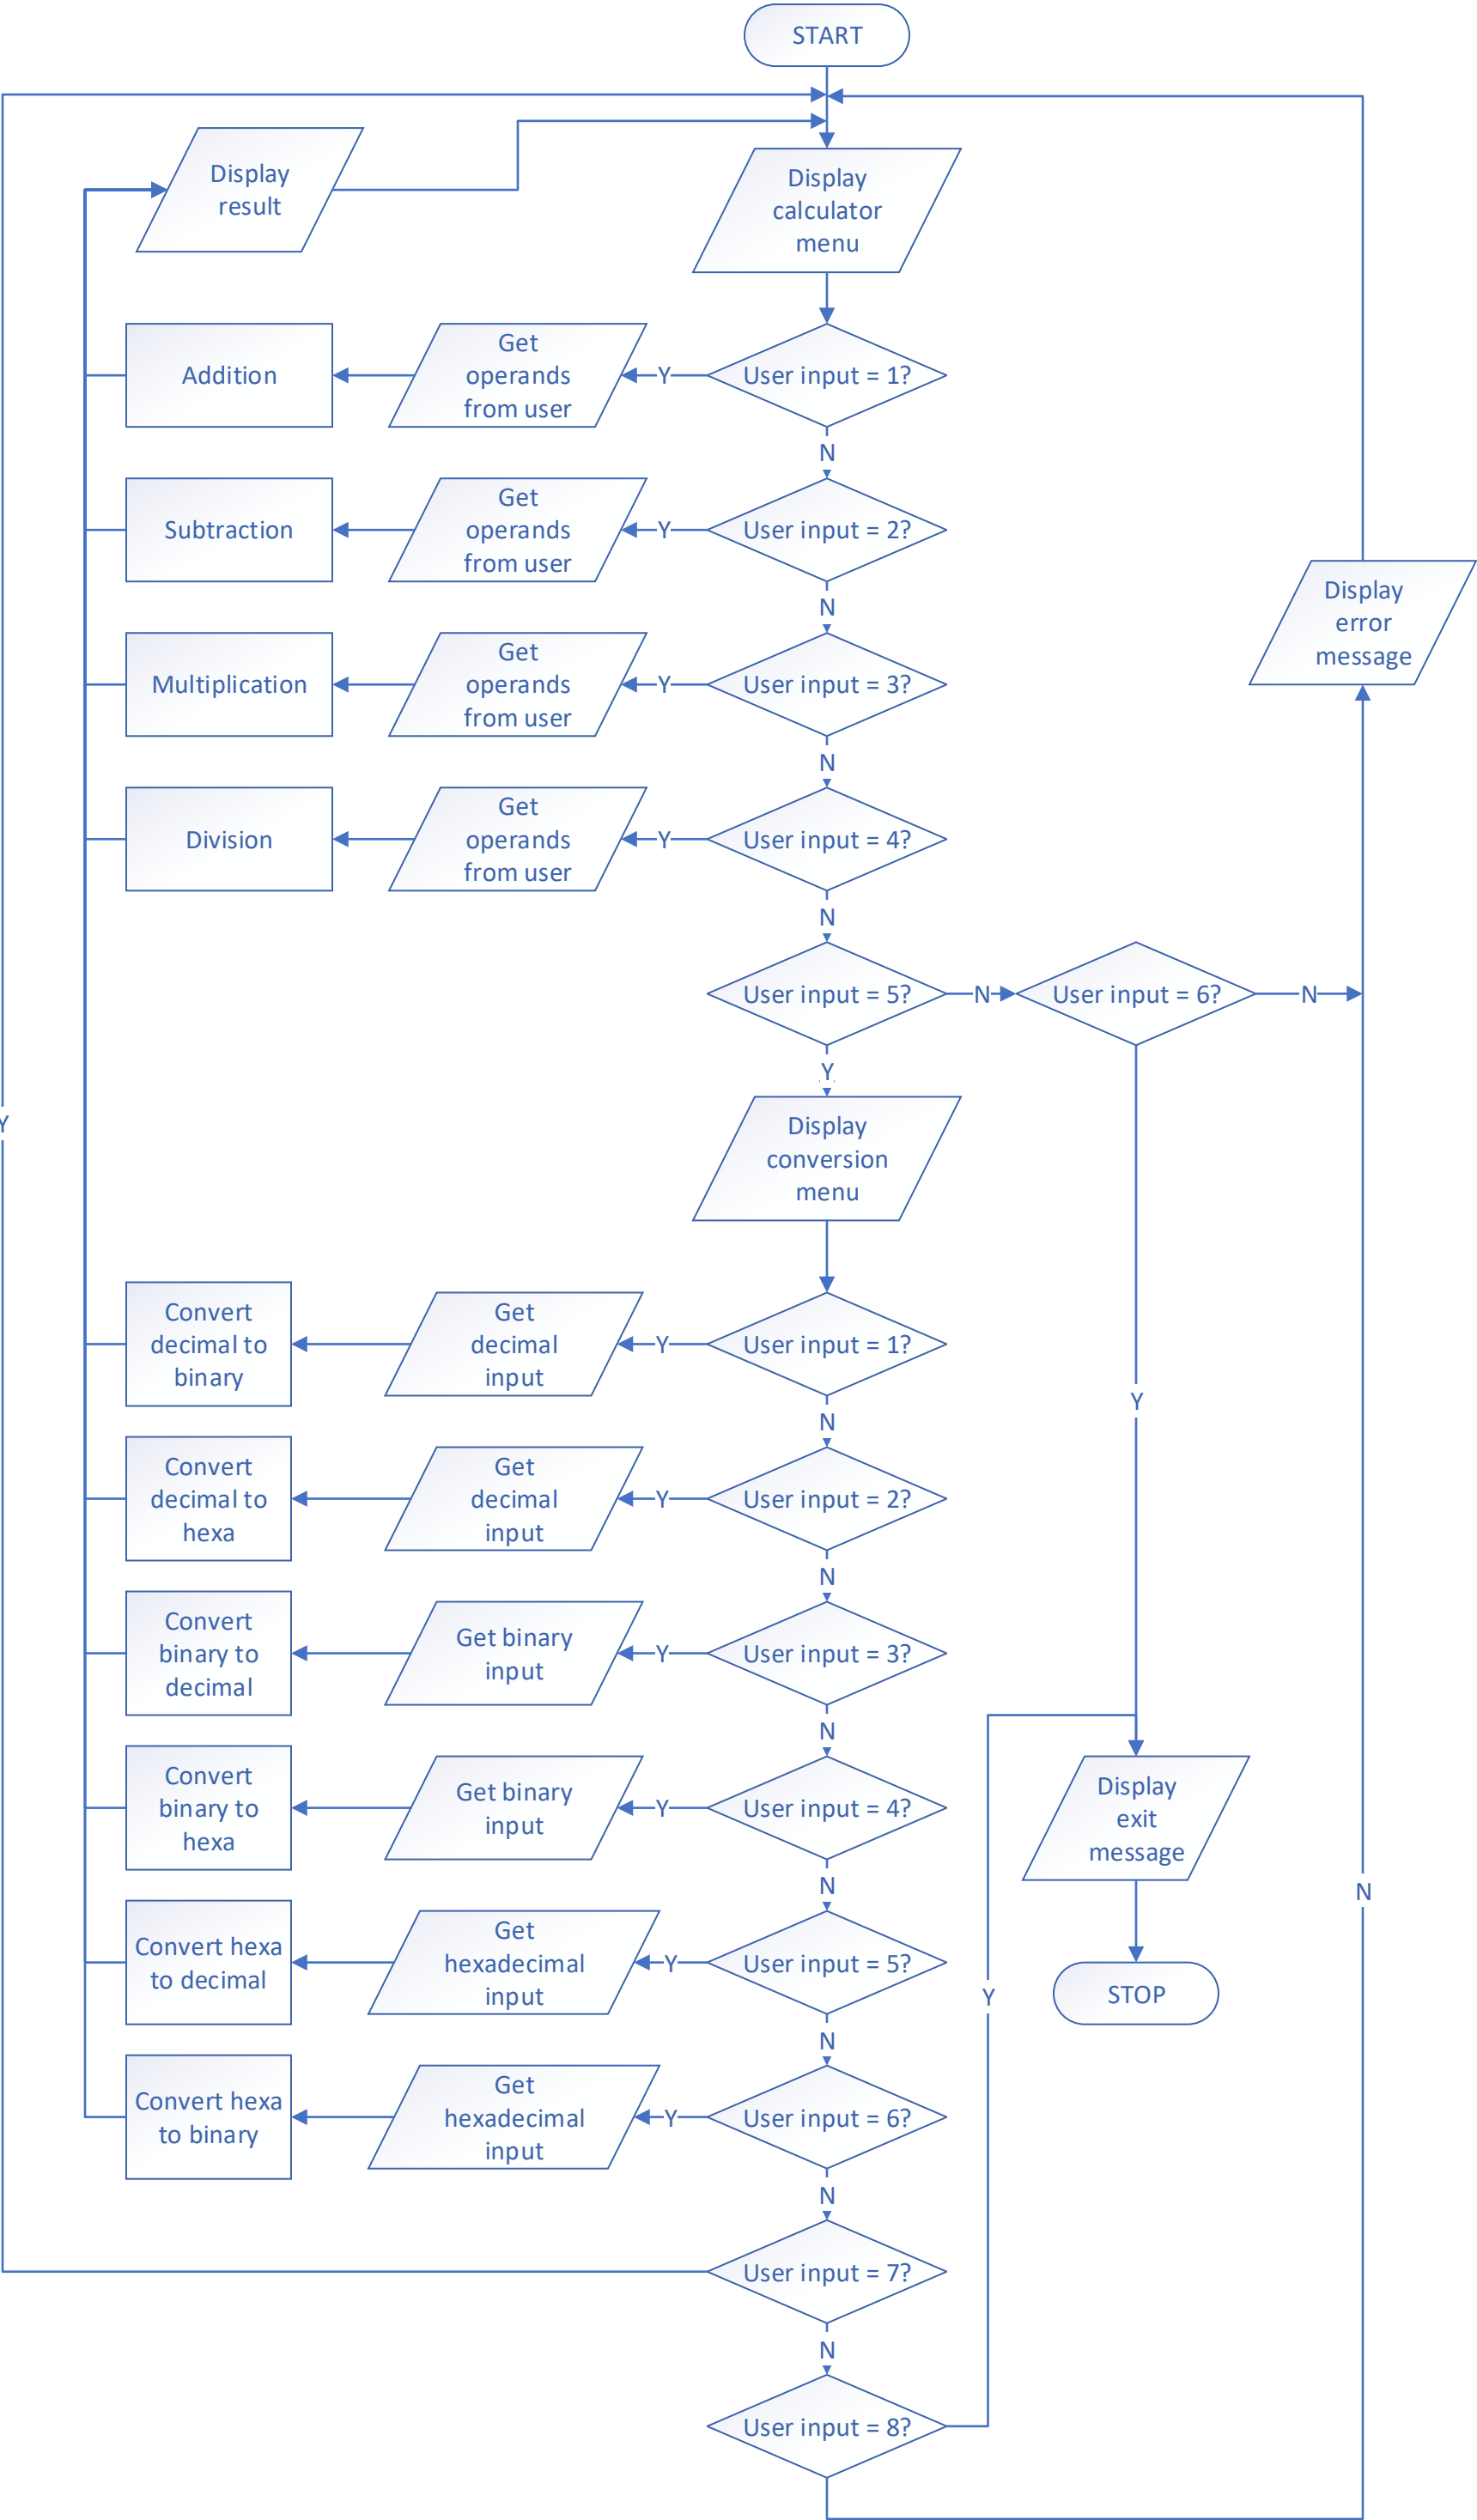 START
Display
result
Display
calculator
menu
Addition
Get
operands
from user
Y
User input = 1?
N
Subtraction
Get
operands
from user
Y
User input = 2?
N
Display
error
message
Multiplication
Get
operands
from user
Y
User input = 3?
N
Division
Get
operands
from user
Y
User input = 4?
N
User input = 5?
N
User input = 6?
N
Y
Y
Display
conversion
menu
Convert
decimal to
binary
Get
decimal
input
Y
User input = 1?
Y
N
Convert
decimal to
hexa
Get
decimal
input
Y
User input = 2?
N
Convert
binary to
decimal
Get binary
input
Y
User input = 3?
N
Convert
binary to
hexa
Get binary
input
Y
User input = 4?
Display
exit
message
N
N
Convert hexa
to decimal
Get
hexadecimal
input
Y
User input = 5?
Y
STOP
N
Convert hexa
to binary
Get
hexadecimal
input
Y
User input = 6?
N
User input = 7?
N
User input = 8?